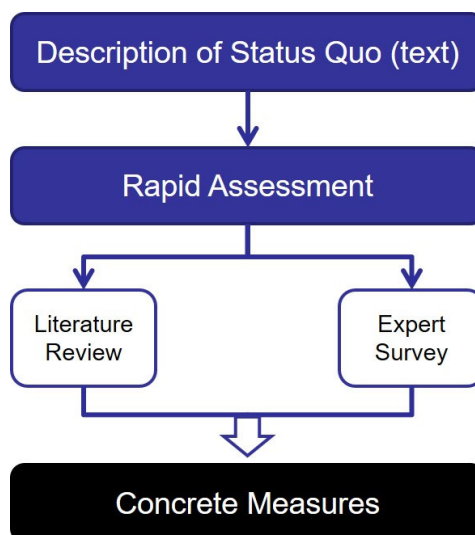 Description of Status Quo (text)
Rapid Assessment
Literature
Review
Expert
Survey
Concrete Measures